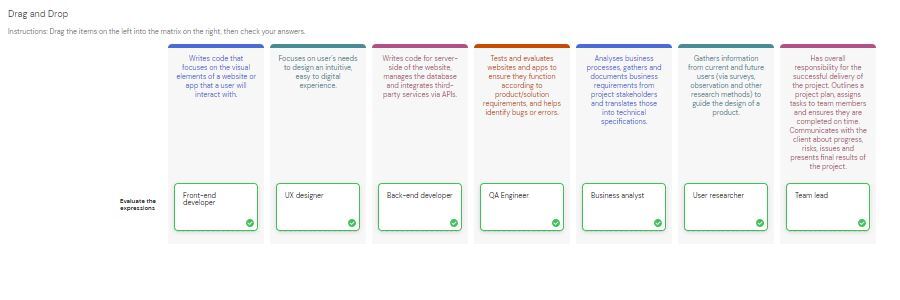 Drag and Drop
Instructions: Drag the items on the left into the matrix on the right, then check your answers.
Writes code that
focuses on the visual
elements of a website or
app that a user will
interact with.
Focuses on user's needs
to design an intuitive,
easy to digital
experience.
Writes code for server-
side of the website,
manages the database
and integrates third-
party services via APIs.
Tests and evaluates
websites and apps to
ensure they function
according to
product/solution
requirements, and helps
identify bugs or errors.
Analyses business
processes, gathers and
documents business
requirements from
project stakeholders
and translates those
into technical
specifications.
Gathers information
from current and future
users (via surveys,
observation and other
research methods) to
guide the design of a
product.
Has overall
responsibility for the
successful delivery of
the project. Outlines a
project plan, assigns
tasks to team members
and ensures they are
completed on time.
Communicates with the
client about progress,
risks, issues and
presents final results of
the project.
Evaluate the
expressions
Front-end
developer
UX designer
Back-end developer
QA Engineer
Business analyst
User researcher
Team lead